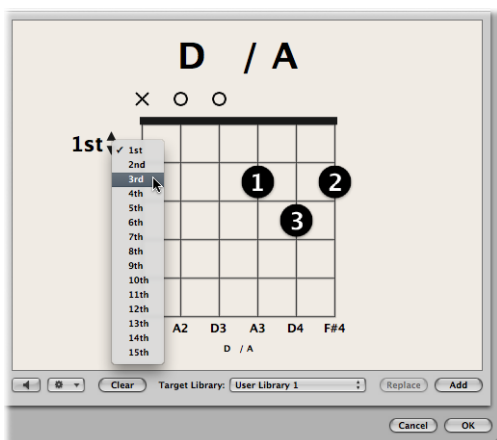 D / A
× ○ ○
1st
✓ 1st
2nd
3rd
4th
5th
6th
7th
8th
9th
10th
11th
12th
13th
14th
15th
1 2
3
A2 D3 A3 D4 F#4
D / A
Clear Target Library: User Library 1 Replace Add
Cancel OK